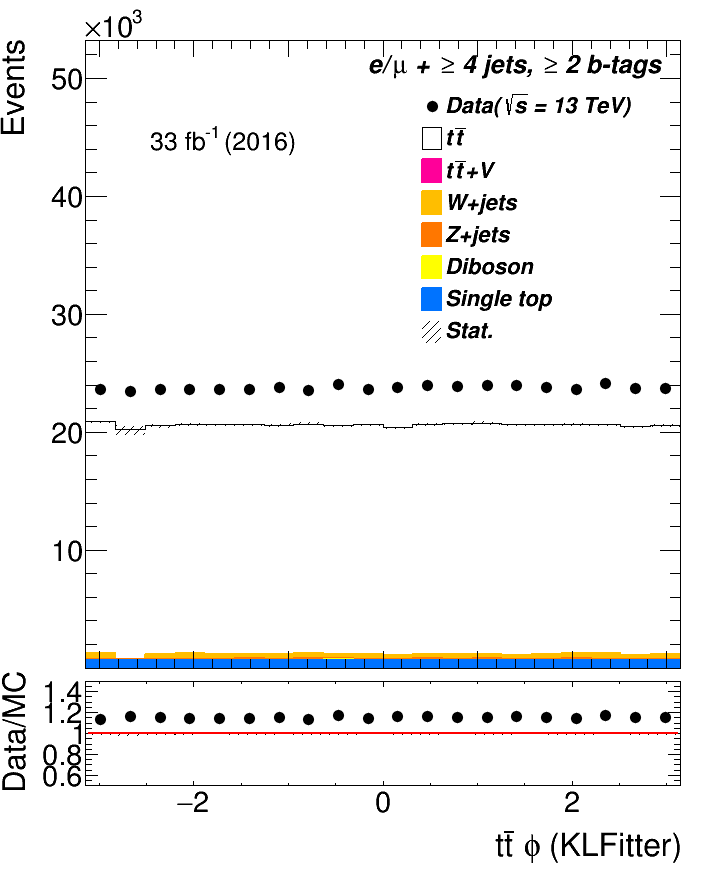 ×10³
Events
50
40
30
20
10
e/μ + ≥ 4 jets, ≥ 2 b-tags
33 fb⁻¹ (2016)
Data(√s = 13 TeV)
tt̅
tt̅+V
W+jets
Z+jets
Diboson
Single top
Stat.
Data/MC
1.4
1.2
1
0.8
0.6
−2 0 2
tt̅ ϕ (KLFitter)